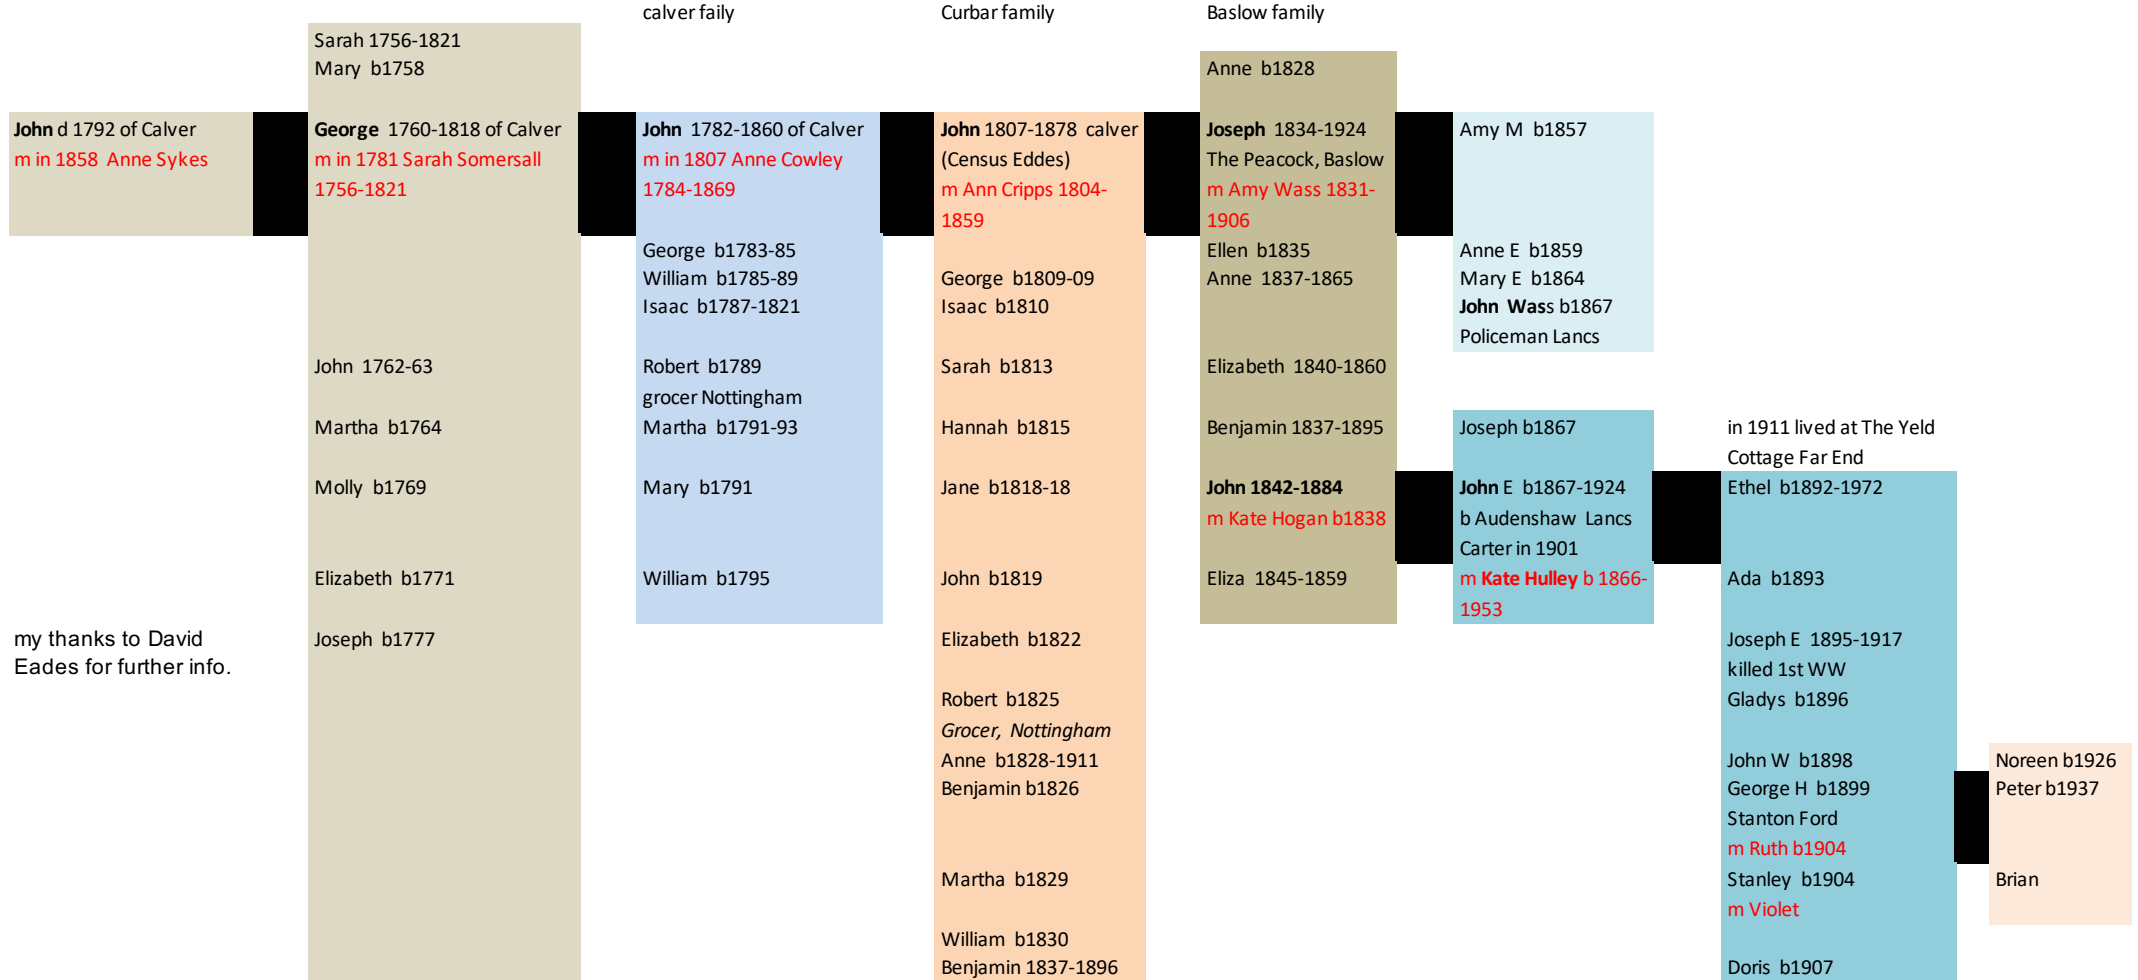 calver faily
Curbar family
Baslow family
John d 1792 of Calver
m in 1858 Anne Sykes
my thanks to David
Eades for further info.
Sarah 1756-1821
Mary b1758
George 1760-1818 of Calver
m in 1781 Sarah Somersall
1756-1821
John 1762-63
Martha b1764
Molly b1769
Elizabeth b1771
Joseph b1777
John 1782-1860 of Calver
m in 1807 Anne Cowley
1784-1869
George b1783-85
William b1785-89
Isaac b1787-1821
Robert b1789
grocer Nottingham
Martha b1791-93
Mary b1791
William b1795
John 1807-1878 calver
(Census Eddes)
m Ann Cripps 1804-
1859
George b1809-09
Isaac b1810
Sarah b1813
Hannah b1815
Jane b1818-18
John b1819
Elizabeth b1822
Robert b1825
Grocer, Nottingham
Anne b1828-1911
Benjamin b1826
Martha b1829
William b1830
Benjamin 1837-1896
Anne b1828
Joseph 1834-1924
The Peacock, Baslow
m Amy Wass 1831-
1906
Ellen b1835
Anne 1837-1865
Elizabeth 1840-1860
Benjamin 1837-1895
John 1842-1884
m Kate Hogan b1838
Eliza 1845-1859
Amy M b1857
Anne E b1859
Mary E b1864
John Wass b1867
Policeman Lancs
Joseph b1867
John E b1867-1924
b Audenshaw Lancs
Carter in 1901
m Kate Hulley b 1866-
1953
in 1911 lived at The Yeld
Cottage Far End
Ethel b1892-1972
Ada b1893
Joseph E 1895-1917
killed 1st WW
Gladys b1896
John W b1898
George H b1899
Stanton Ford
m Ruth b1904
Stanley b1904
m Violet
Doris b1907
Noreen b1926
Peter b1937
Brian